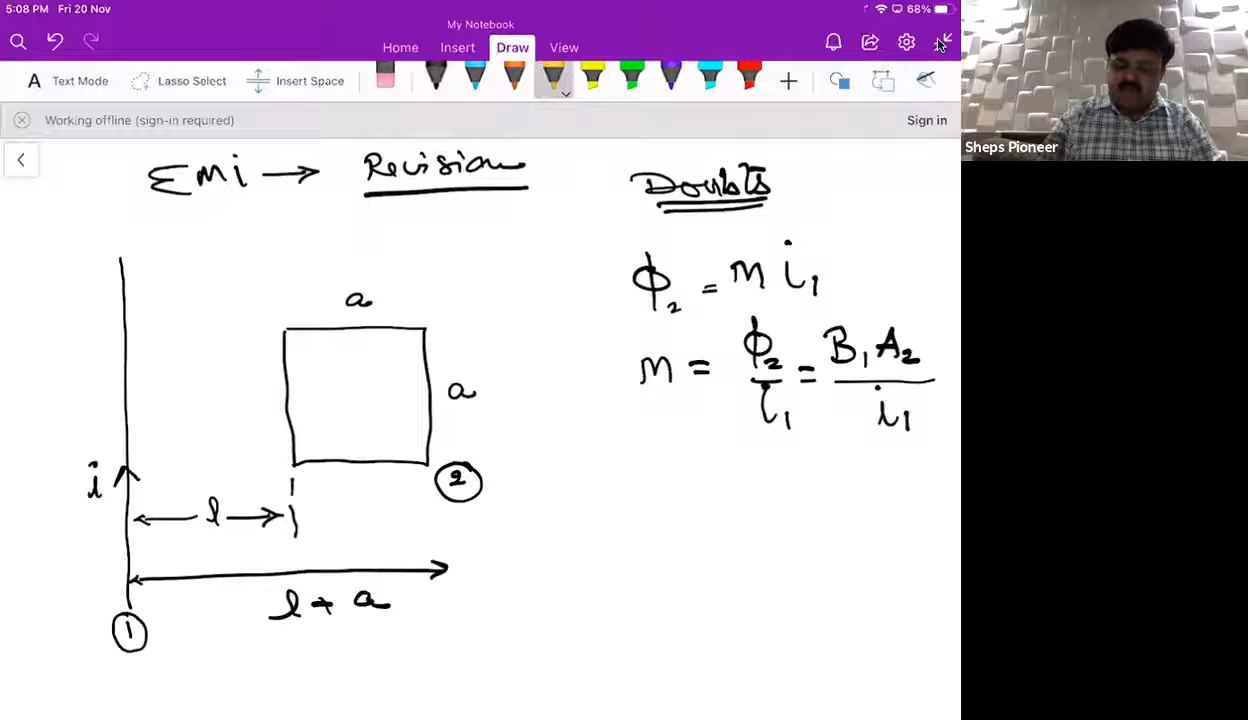 5:08 PM Fri 20 Nov
68%
My Notebook
Home Insert Draw View
A Text Mode Lasso Select Insert Space
Working offline (sign-in required) Sign in
Sheps Pioneer
EMi → Revision
Doubts
a
a
i
l
l + a
1
2
ϕ₂ = m i₁
m = ϕ₂/i₁ = B₁A₂/i₁